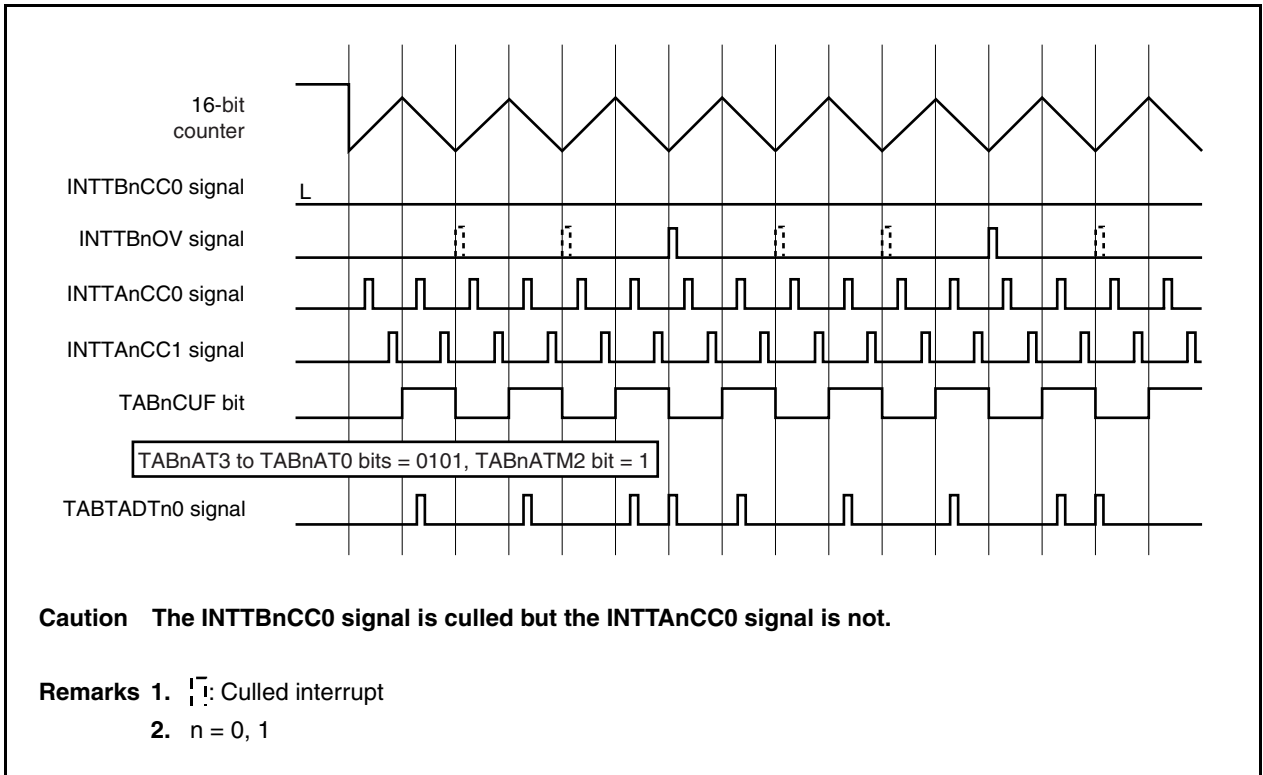 16-bit
counter
INTTBnCC0 signal
L
INTTBnOV signal
INTTAnCC0 signal
INTTAnCC1 signal
TABnCUF bit
TABnAT3 to TABnAT0 bits = 0101, TABnATM2 bit = 1
TABTADTn0 signal
Caution The INTTBnCC0 signal is culled but the INTTAnCC0 signal is not.
Remarks 1. : Culled interrupt
2. n = 0, 1